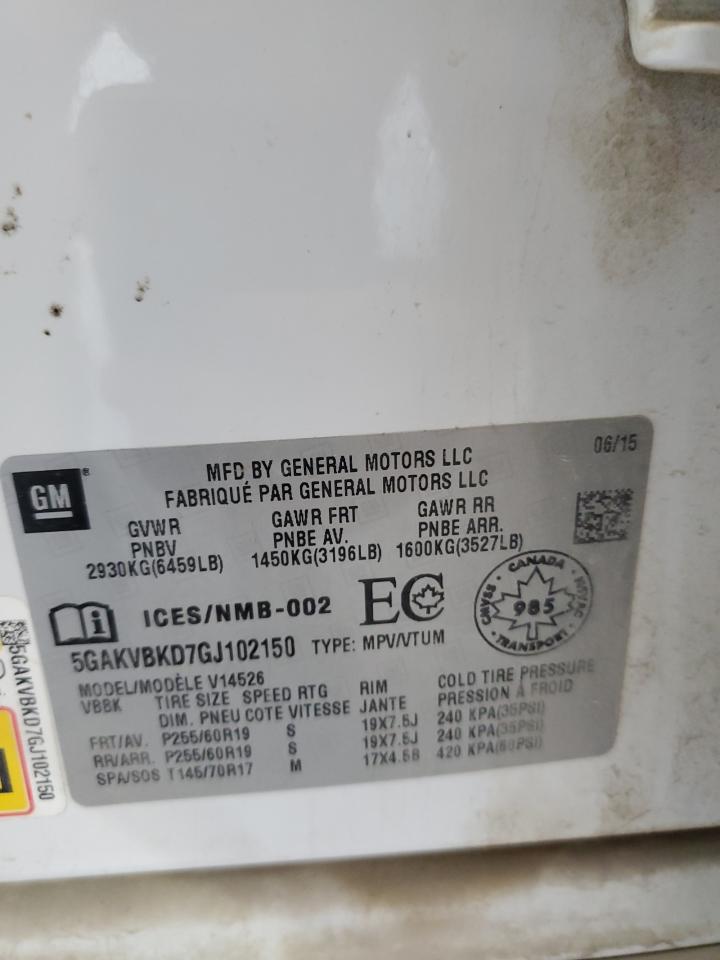 06/15
GM
MFD BY GENERAL MOTORS LLC
FABRIQUÉ PAR GENERAL MOTORS LLC
GVWR GAWR FRT GAWR RR
PNBV PNBE AV. PNBE ARR.
2930KG(6459LB) 1450KG(3196LB) 1600KG(3527LB)
ICES/NMB-002 EC
CANADA
CMVSS 985 NSVAC
TRANSPORT
5GAKVBKD7GJ102150 TYPE: MPV/VTUM
MODEL/MODÈLE V14526
VBBK TIRE SIZE SPEED RTG RIM COLD TIRE PRESSURE
DIM. PNEU COTE VITESSE JANTE PRESSION À FROID
FRT/AV. P255/60R19 S 19X7.5J 240 KPA(35PSI)
RR/ARR. P255/60R19 S 19X7.5J 240 KPA(35PSI)
SPA/SOS T145/70R17 M 17X4.5B 420 KPA(60PSI)
5GAKVBKD7GJ102150